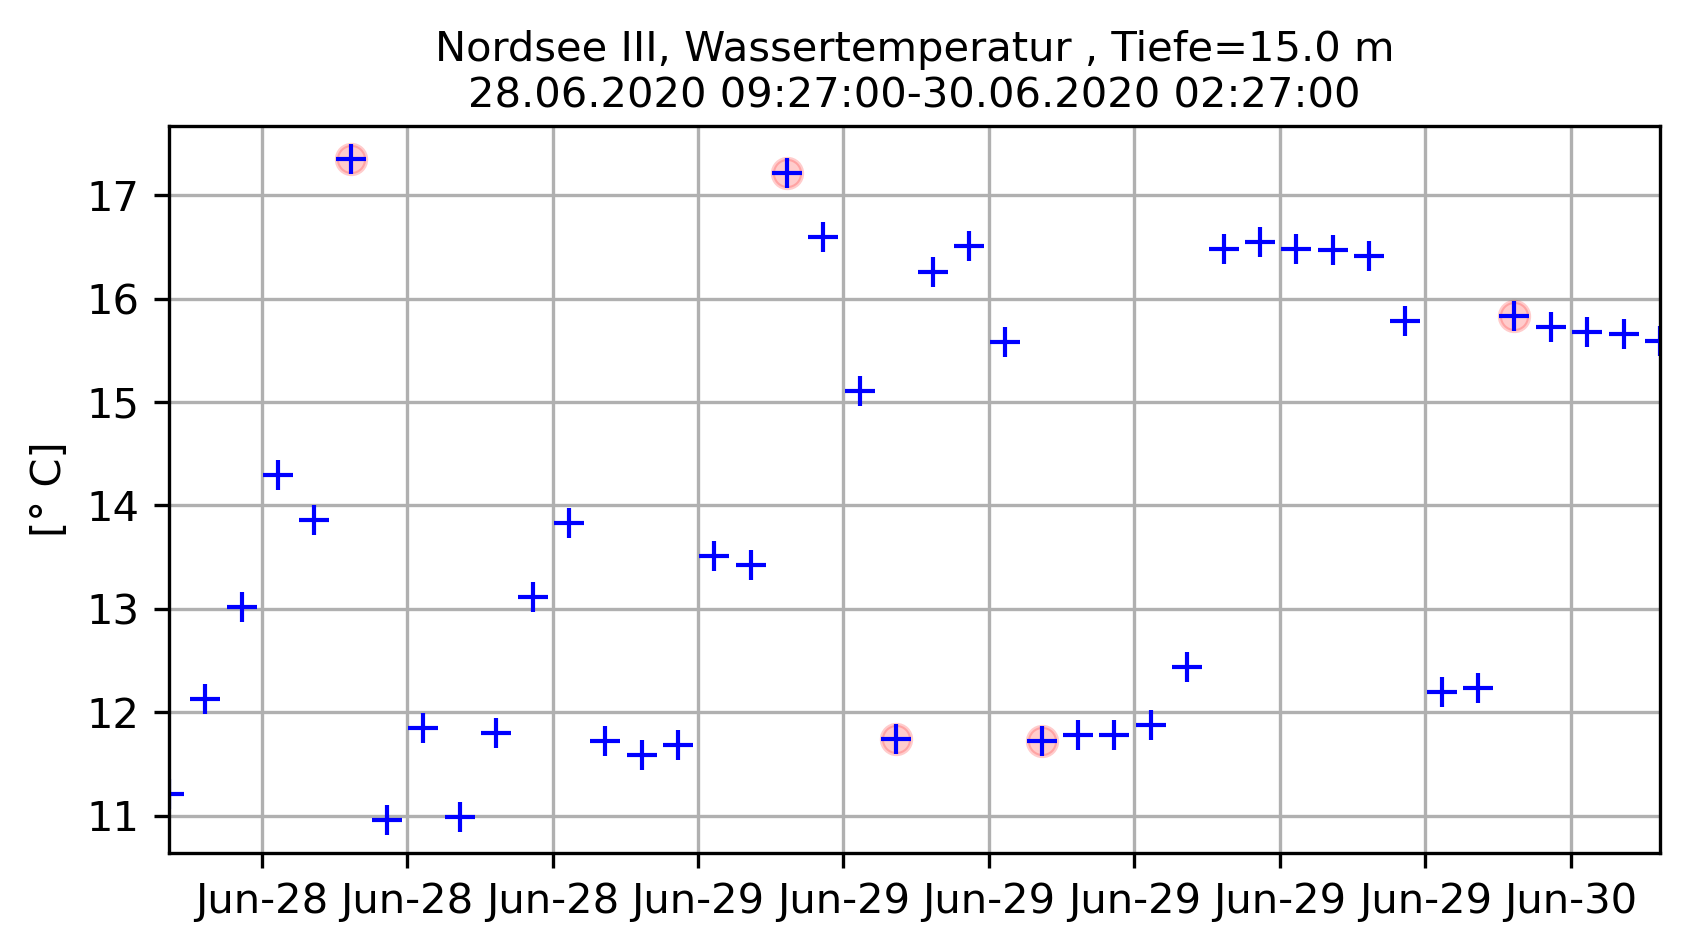 Nordsee III, Wassertemperatur , Tiefe=15.0 m
28.06.2020 09:27:00-30.06.2020 02:27:00
[° C]
17
16
15
14
13
12
11
Jun-28 Jun-28 Jun-28 Jun-29 Jun-29 Jun-29 Jun-29 Jun-29 Jun-29 Jun-30